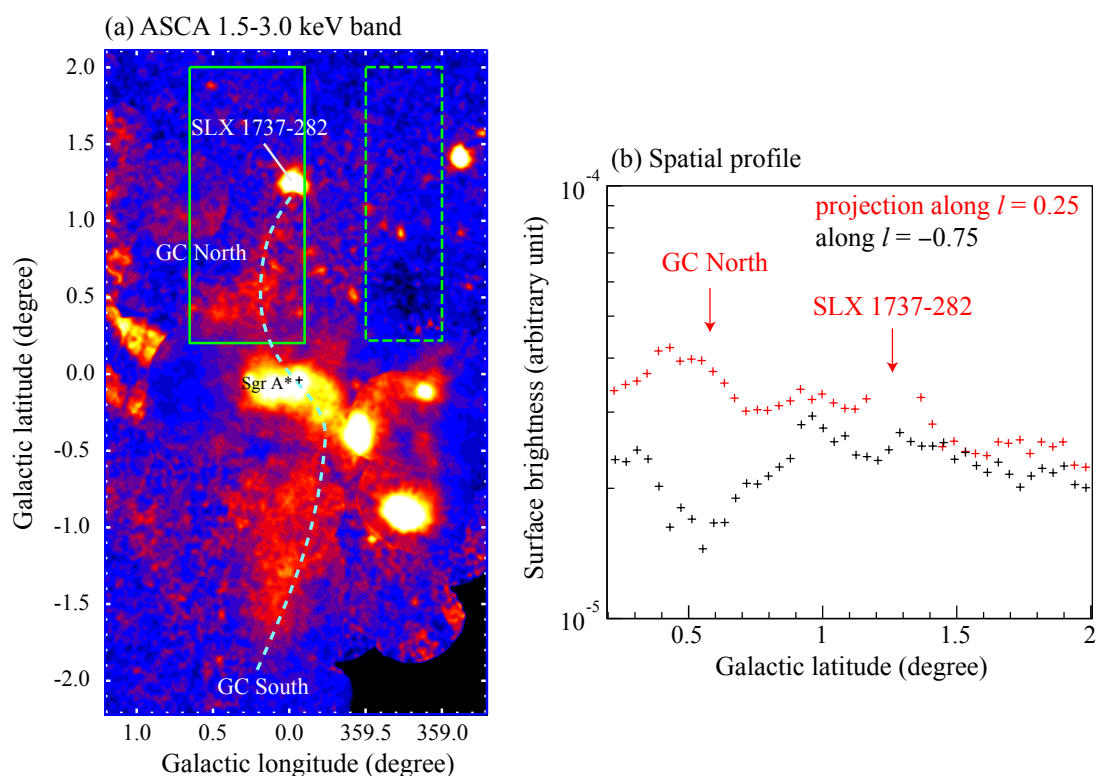 (a) ASCA 1.5-3.0 keV band
2.0
1.5
1.0
0.5
0.0
-0.5
-1.0
-1.5
-2.0
Galactic latitude (degree)
SLX 1737-282
GC North
Sgr A*
GC South
1.0
0.5
0.0
359.5
359.0
Galactic longitude (degree)
(b) Spatial profile
10⁻⁴
10⁻⁵
Surface brightness (arbitrary unit)
projection along l = 0.25
along l = −0.75
GC North
SLX 1737-282
0.5
1
1.5
2
Galactic latitude (degree)